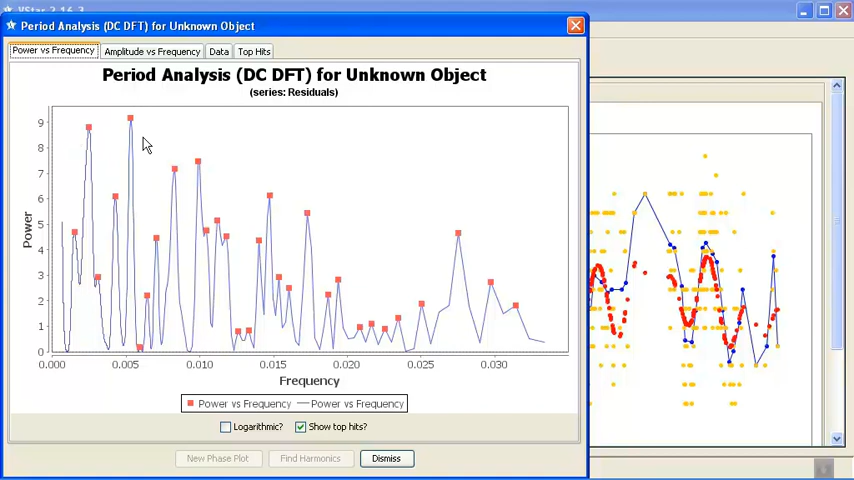 VStar 2.16.3
Period Analysis (DC DFT) for Unknown Object
Power vs Frequency Amplitude vs Frequency Data Top Hits
Period Analysis (DC DFT) for Unknown Object
(series: Residuals)
9
8
7
6
5
4
3
2
1
0
Power
0.000 0.005 0.010 0.015 0.020 0.025 0.030
Frequency
Power vs Frequency Power vs Frequency
Logarithmic? Show top hits?
New Phase Plot Find Harmonics Dismiss